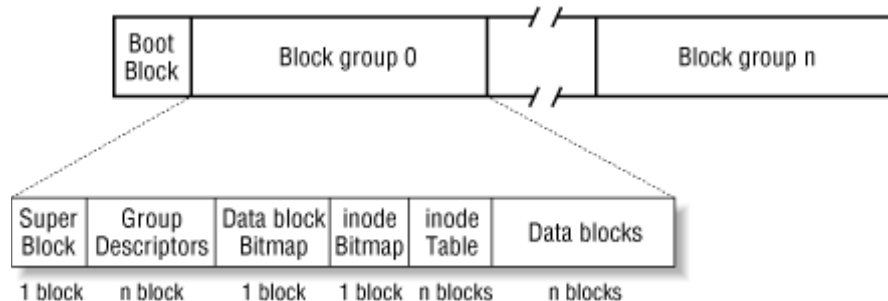 Boot
Block
Block group 0
Block group n
Super
Block
Group
Descriptors
Data block
Bitmap
inode
Bitmap
inode
Table
Data blocks
1 block
n block
1 block
1 block
n blocks
n blocks